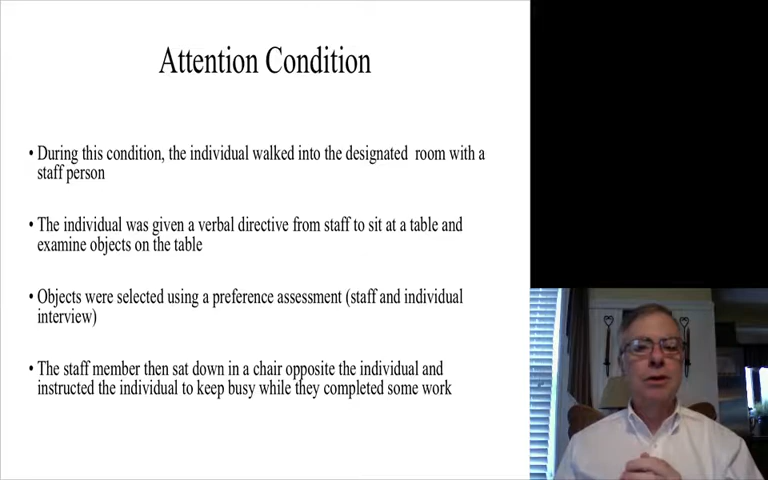 Attention Condition
• During this condition, the individual walked into the designated room with a
staff person
• The individual was given a verbal directive from staff to sit at a table and
examine objects on the table
• Objects were selected using a preference assessment (staff and individual
interview)
• The staff member then sat down in a chair opposite the individual and
instructed the individual to keep busy while they completed some work